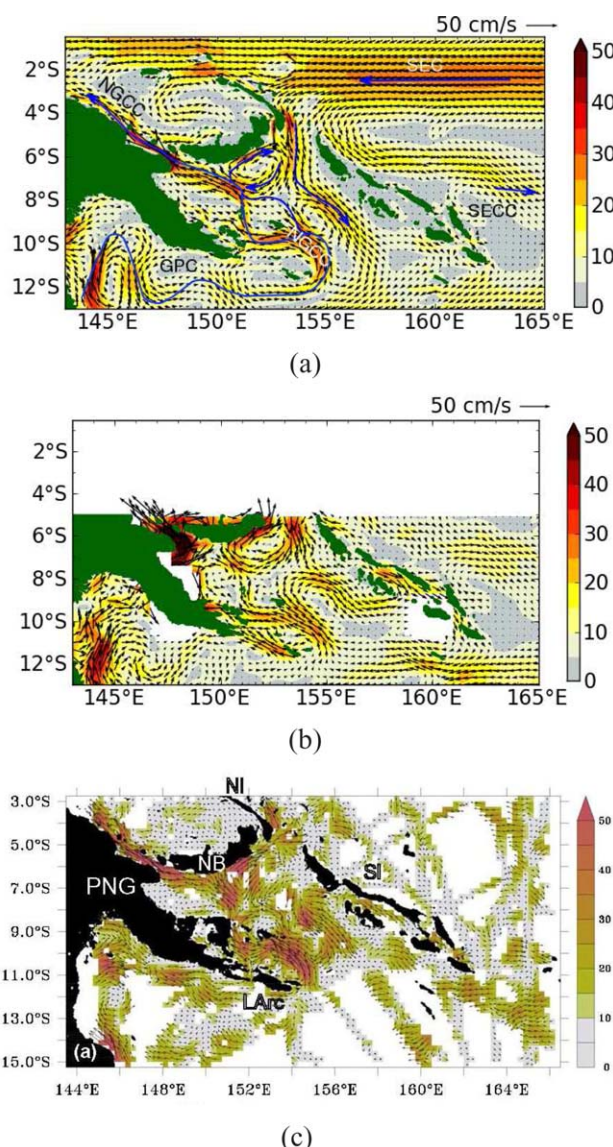 50 cm/s
2°S
4°S
6°S
8°S
10°S
12°S
NGCC
SEC
SECC
NGCC
GPC
50
40
30
20
10
0
145°E 150°E 155°E 160°E 165°E
(a)
50 cm/s
2°S
4°S
6°S
8°S
10°S
12°S
50
40
30
20
10
0
145°E 150°E 155°E 160°E 165°E
(b)
3.0°S
5.0°S
7.0°S
9.0°S
11.0°S
13.0°S
15.0°S
NI
NB
PNG
SI
LArc
(a)
50
40
30
20
10
0
144°E 148°E 152°E 156°E 160°E 164°E
(c)